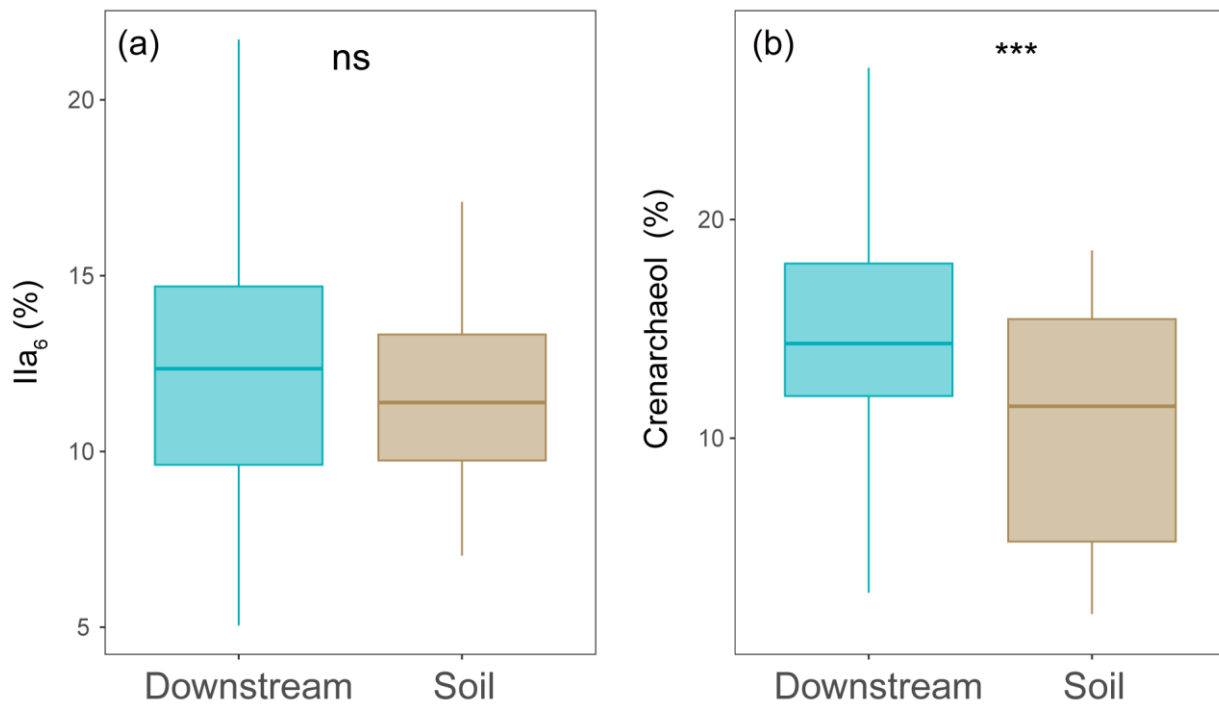 (a)
ns
IIa₆ (%)
20
15
10
5
Downstream
Soil
(b)
***
Crenarchaeol (%)
20
10
Downstream
Soil